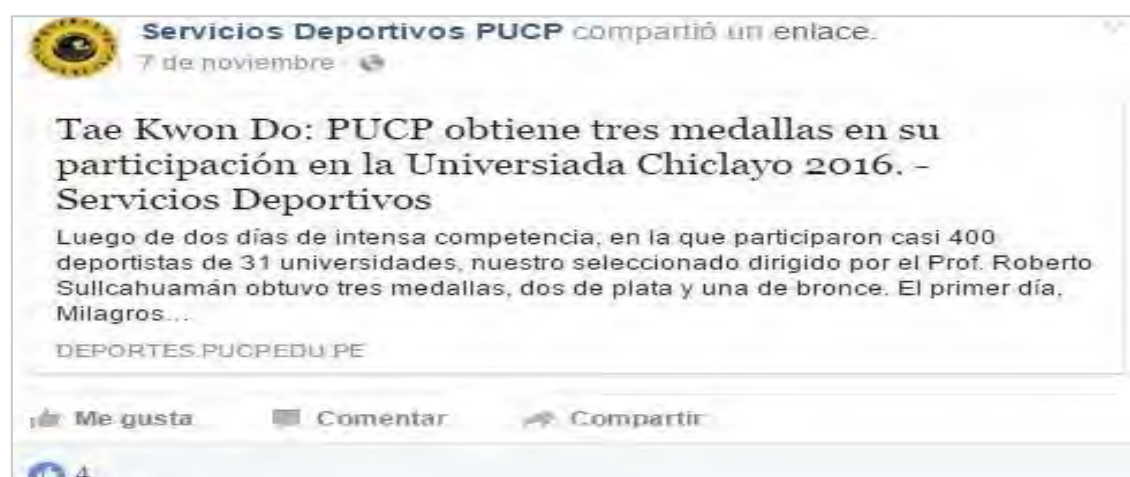 Servicios Deportivos PUCP compartió un enlace.
7 de noviembre
Tae Kwon Do: PUCP obtiene tres medallas en su
participación en la Universiada Chiclayo 2016. -
Servicios Deportivos
Luego de dos días de intensa competencia, en la que participaron casi 400
deportistas de 31 universidades, nuestro seleccionado dirigido por el Prof. Roberto
Sullcahuamán obtuvo tres medallas, dos de plata y una de bronce. El primer día,
Milagros...
DEPORTES.PUCP.EDU.PE
Me gusta Comentar Compartir
4